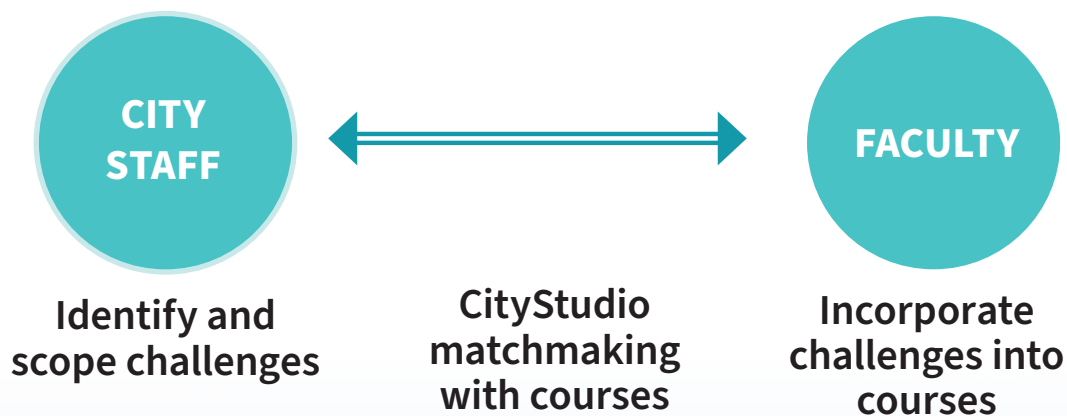 CITY
STAFF
FACULTY
Identify and
scope challenges
CityStudio
matchmaking
with courses
Incorporate
challenges into
courses